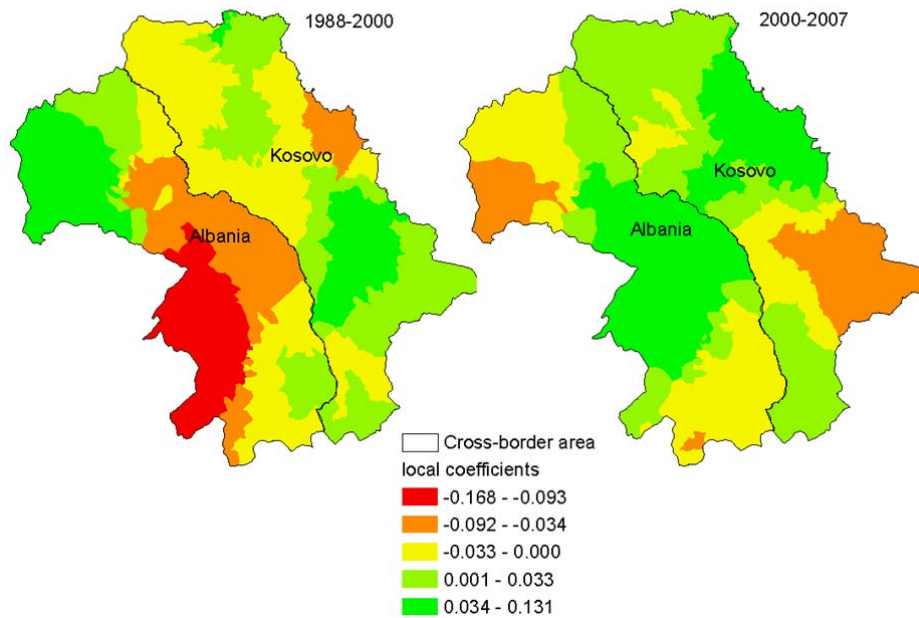 1988-2000
2000-2007
Kosovo
Albania
Kosovo
Albania
Cross-border area
local coefficients
-0.168 - -0.093
-0.092 - -0.034
-0.033 - 0.000
0.001 - 0.033
0.034 - 0.131